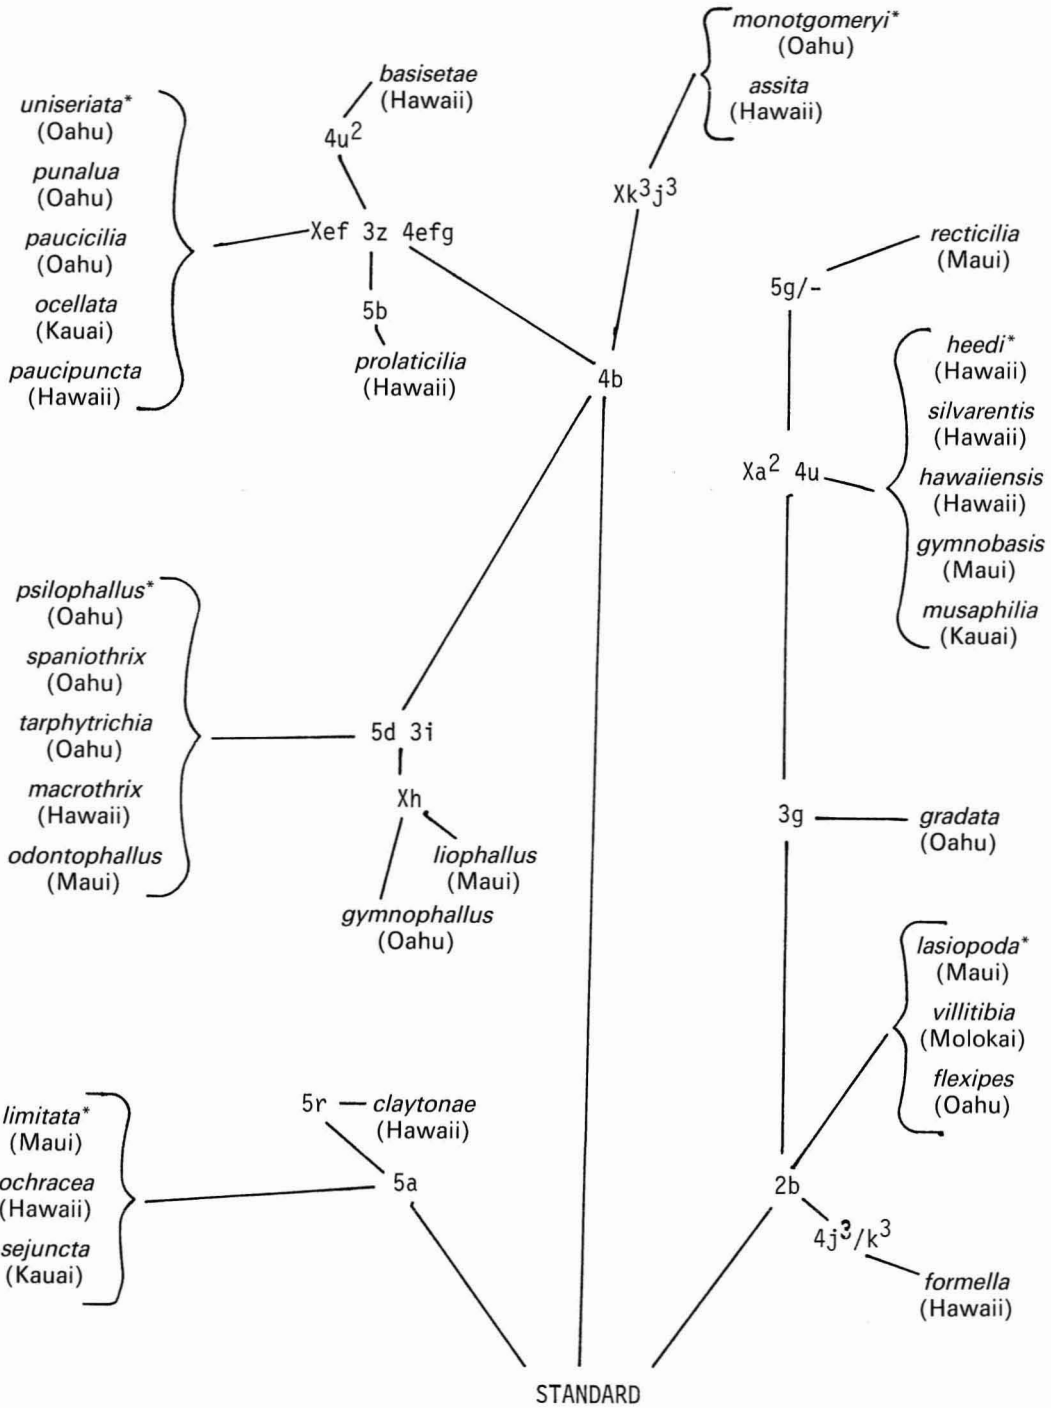 monotgomeryi*
(Oahu)
assita
(Hawaii)
basisetae
(Hawaii)
4u²
uniseriata*
(Oahu)
punalua
(Oahu)
paucicilia
(Oahu)
ocellata
(Kauai)
paucipuncta
(Hawaii)
Xef 3z 4efg
5b
prolaticilia
(Hawaii)
Xk³j³
4b
recticilia
(Maui)
5g/-
heedi*
(Hawaii)
silvarentis
(Hawaii)
hawaiiensis
(Hawaii)
gymnobasis
(Maui)
musaphilia
(Kauai)
Xa² 4u
psilophallus*
(Oahu)
spaniothrix
(Oahu)
tarphytrichia
(Oahu)
macrothrix
(Hawaii)
odontophallus
(Maui)
5d 3i
Xh
liophallus
(Maui)
gymnophallus
(Oahu)
3g
gradata
(Oahu)
lasiopoda*
(Maui)
villitibia
(Molokai)
flexipes
(Oahu)
limitata*
(Maui)
ochracea
(Hawaii)
sejuncta
(Kauai)
5r
claytonae
(Hawaii)
5a
2b
4j³/k³
formella
(Hawaii)
STANDARD